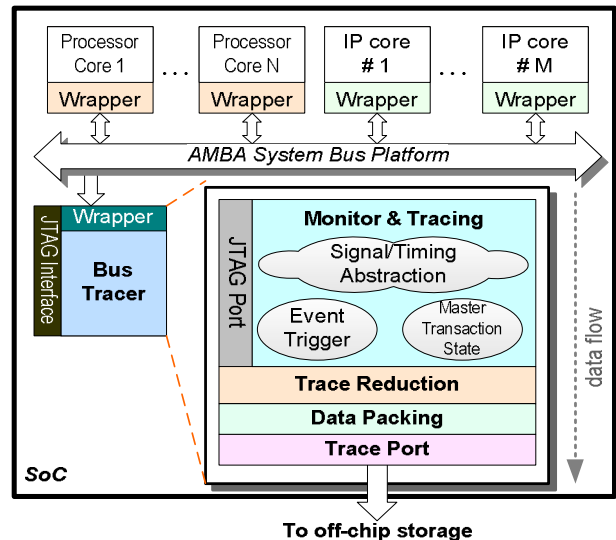 Processor
Core 1
...
Processor
Core N
IP core
# 1
...
IP core
# M
Wrapper
Wrapper
Wrapper
Wrapper
AMBA System Bus Platform
JTAG Interface
Wrapper
Bus
Tracer
JTAG Port
Monitor & Tracing
Signal/Timing
Abstraction
Event
Trigger
Master
Transaction
State
Trace Reduction
Data Packing
Trace Port
data flow
SoC
To off-chip storage